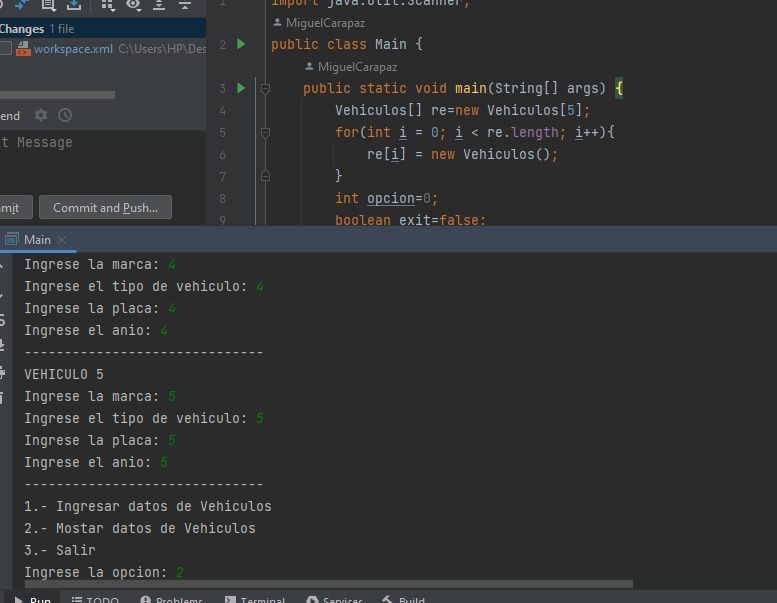 Changes 1 file
workspace.xml C:\Users\HP\Des
end
t Message
mit Commit and Push...
1 import java.util.Scanner;
MiguelCarapaz
2 public class Main {
MiguelCarapaz
3 public static void main(String[] args) {
4 Vehiculos[] re=new Vehiculos[5];
5 for(int i = 0; i < re.length; i++){
6 re[i] = new Vehiculos();
7 }
8 int opcion=0;
9 boolean exit=false;
Main
Ingrese la marca: 4
Ingrese el tipo de vehiculo: 4
Ingrese la placa: 4
Ingrese el anio: 4
------------------------------
VEHICULO 5
Ingrese la marca: 5
Ingrese el tipo de vehiculo: 5
Ingrese la placa: 5
Ingrese el anio: 5
------------------------------
1.- Ingresar datos de Vehiculos
2.- Mostar datos de Vehiculos
3.- Salir
Ingrese la opcion: 2
Run TODO Problems Terminal Services Build